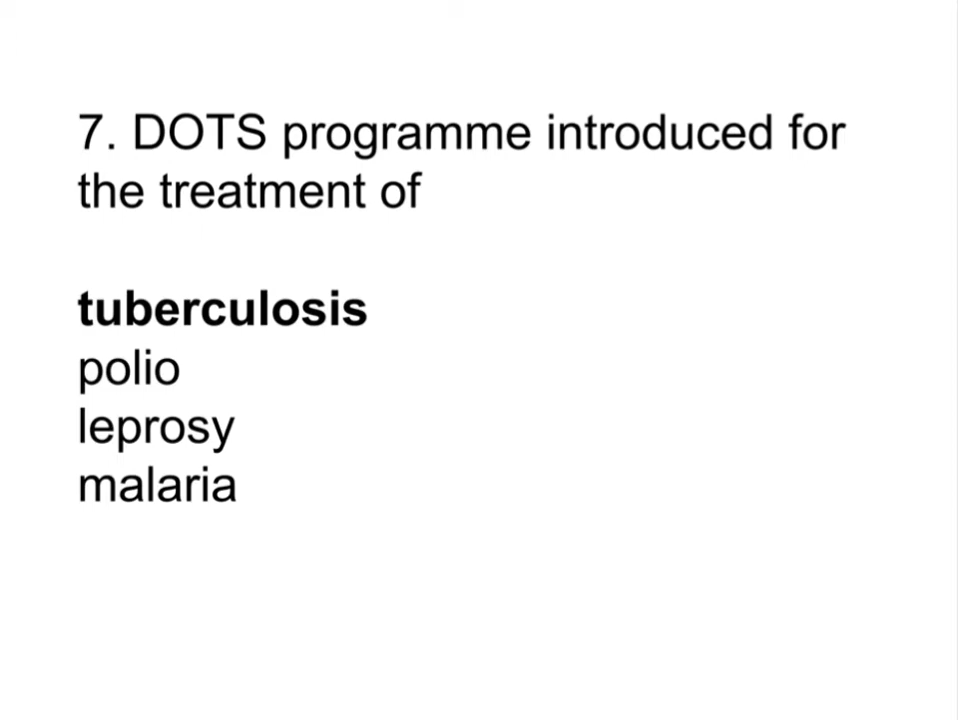 7. DOTS programme introduced for
the treatment of
tuberculosis
polio
leprosy
malaria